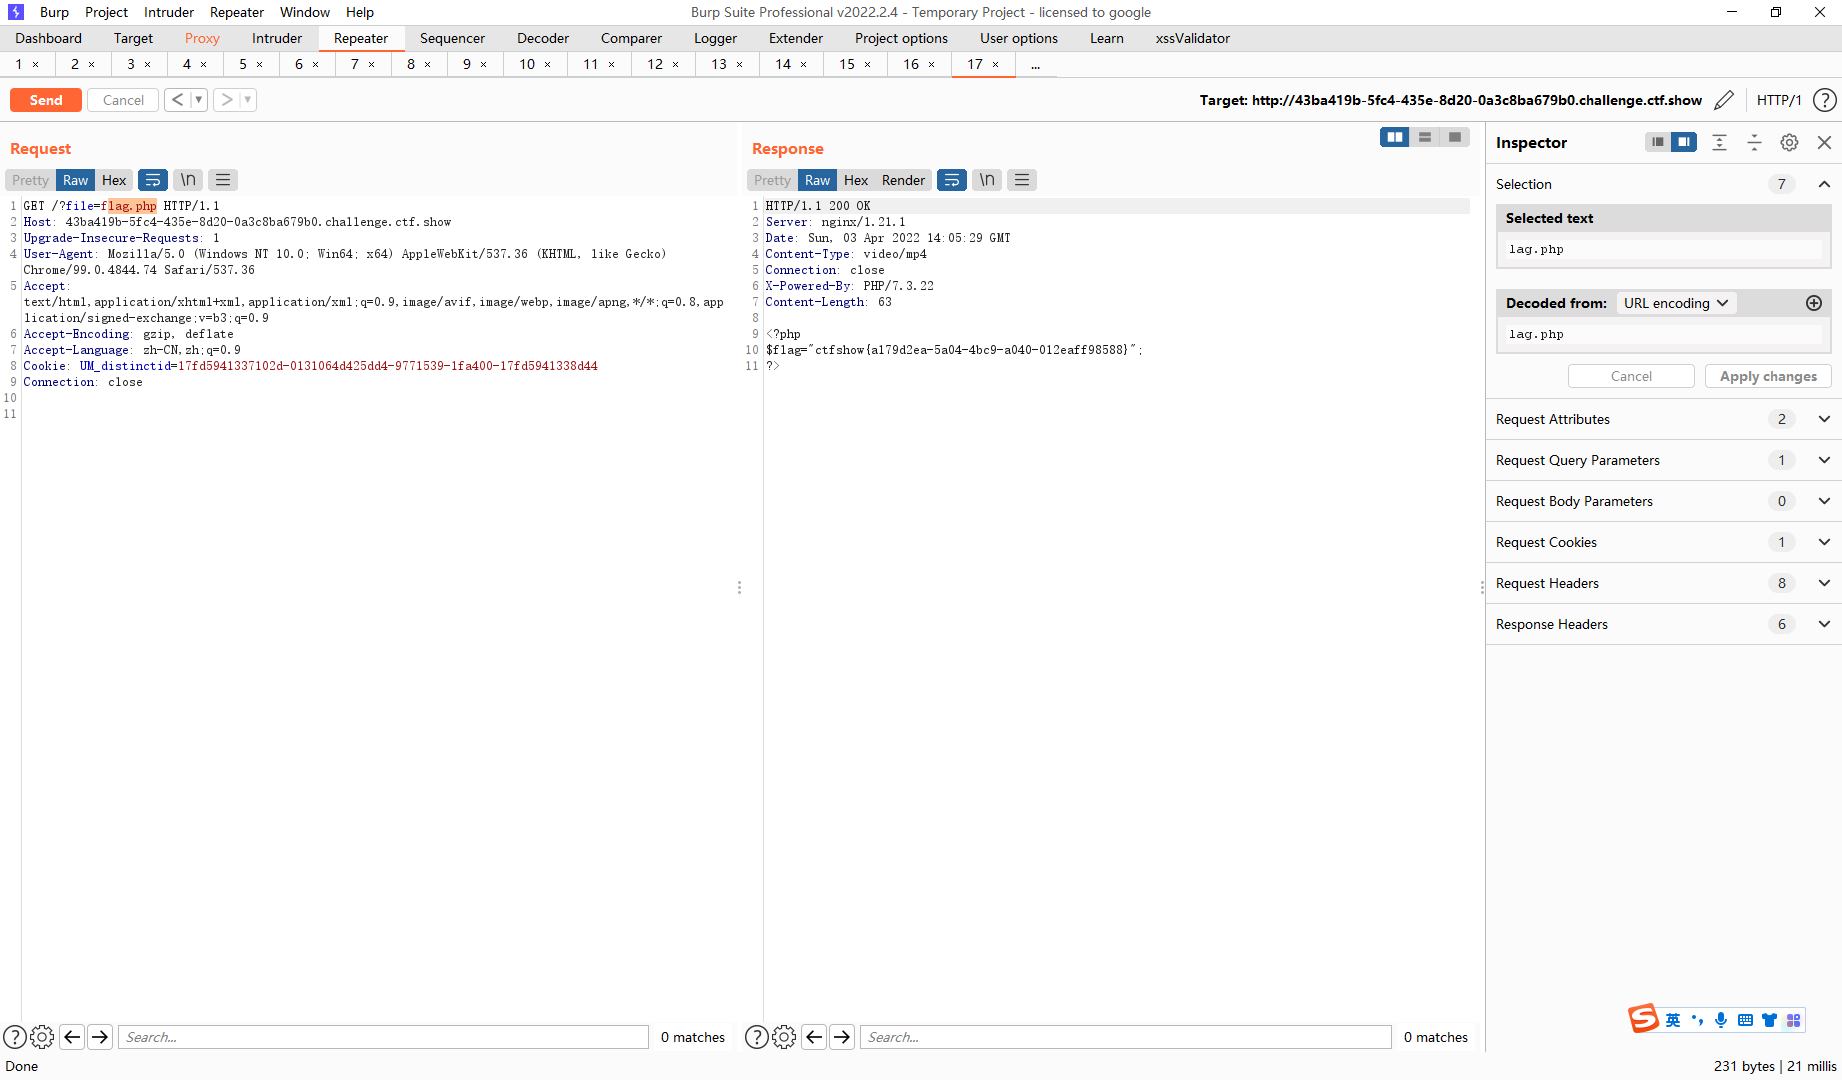 Burp Project Intruder Repeater Window Help
Burp Suite Professional v2022.2.4 - Temporary Project - licensed to google
Dashboard Target Proxy Intruder Repeater Sequencer Decoder Comparer Logger Extender Project options User options Learn xssValidator
1 × 2 × 3 × 4 × 5 × 6 × 7 × 8 × 9 × 10 × 11 × 12 × 13 × 14 × 15 × 16 × 17 × ...
Send Cancel < ▼ > ▼
Target: http://43ba419b-5fc4-435e-8d20-0a3c8ba679b0.challenge.ctf.show HTTP/1 ?
Request
Pretty Raw Hex \n
1 GET /?file=flag.php HTTP/1.1
2 Host: 43ba419b-5fc4-435e-8d20-0a3c8ba679b0.challenge.ctf.show
3 Upgrade-Insecure-Requests: 1
4 User-Agent: Mozilla/5.0 (Windows NT 10.0; Win64; x64) AppleWebKit/537.36 (KHTML, like Gecko)
Chrome/99.0.4844.74 Safari/537.36
5 Accept:
text/html,application/xhtml+xml,application/xml;q=0.9,image/avif,image/webp,image/apng,*/*;q=0.8,app
lication/signed-exchange;v=b3;q=0.9
6 Accept-Encoding: gzip, deflate
7 Accept-Language: zh-CN,zh;q=0.9
8 Cookie: UM_distinctid=17fd5941337102d-0131064d425dd4-9771539-1fa400-17fd5941338d44
9 Connection: close
10
11
? Search... 0 matches
Response
Pretty Raw Hex Render \n
1 HTTP/1.1 200 OK
2 Server: nginx/1.21.1
3 Date: Sun, 03 Apr 2022 14:05:29 GMT
4 Content-Type: video/mp4
5 Connection: close
6 X-Powered-By: PHP/7.3.22
7 Content-Length: 63
8
9 <?php
10 $flag="ctfshow{a179d2ea-5a04-4bc9-a040-012eaff98588}";
11 ?>
? Search... 0 matches
Inspector
Selection 7
Selected text
lag.php
Decoded from: URL encoding
lag.php
Cancel Apply changes
Request Attributes 2
Request Query Parameters 1
Request Body Parameters 0
Request Cookies 1
Request Headers 8
Response Headers 6
S 英
Done
231 bytes | 21 millis